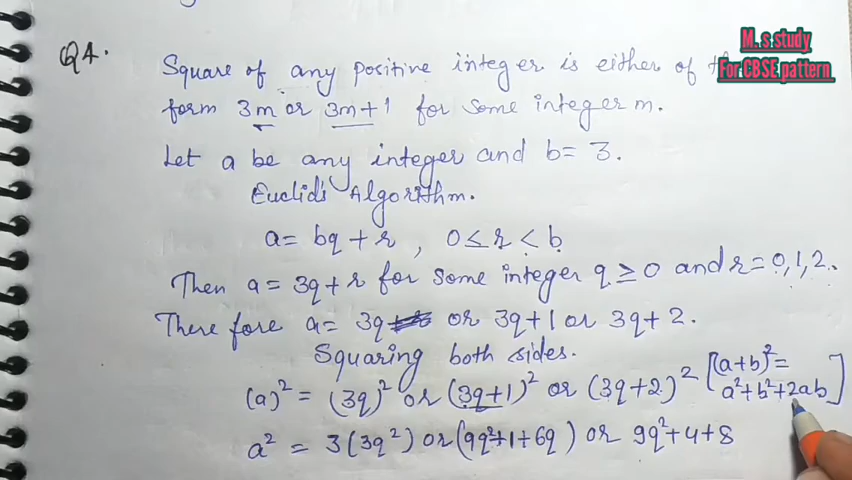 M. s study
For CBSE pattern
Q4.
Square of any positive integer is either of
form 3m or 3m+1 for some integer m.
Let a be any integer and b= 3.
Euclid's Algorithm.
a= bq + r , 0≤r<b
Then a = 3q+r for some integer q ≥ 0 and r= 0,1,2.
There fore a= 3q or 3q+1 or 3q+2.
Squaring both sides.
(a)² = (3q)² or (3q+1)² or (3q+2)² [(a+b)²=
a²+b²+2ab]
a² = 3(3q²) or (9q²+1+6q) or 9q²+4+8